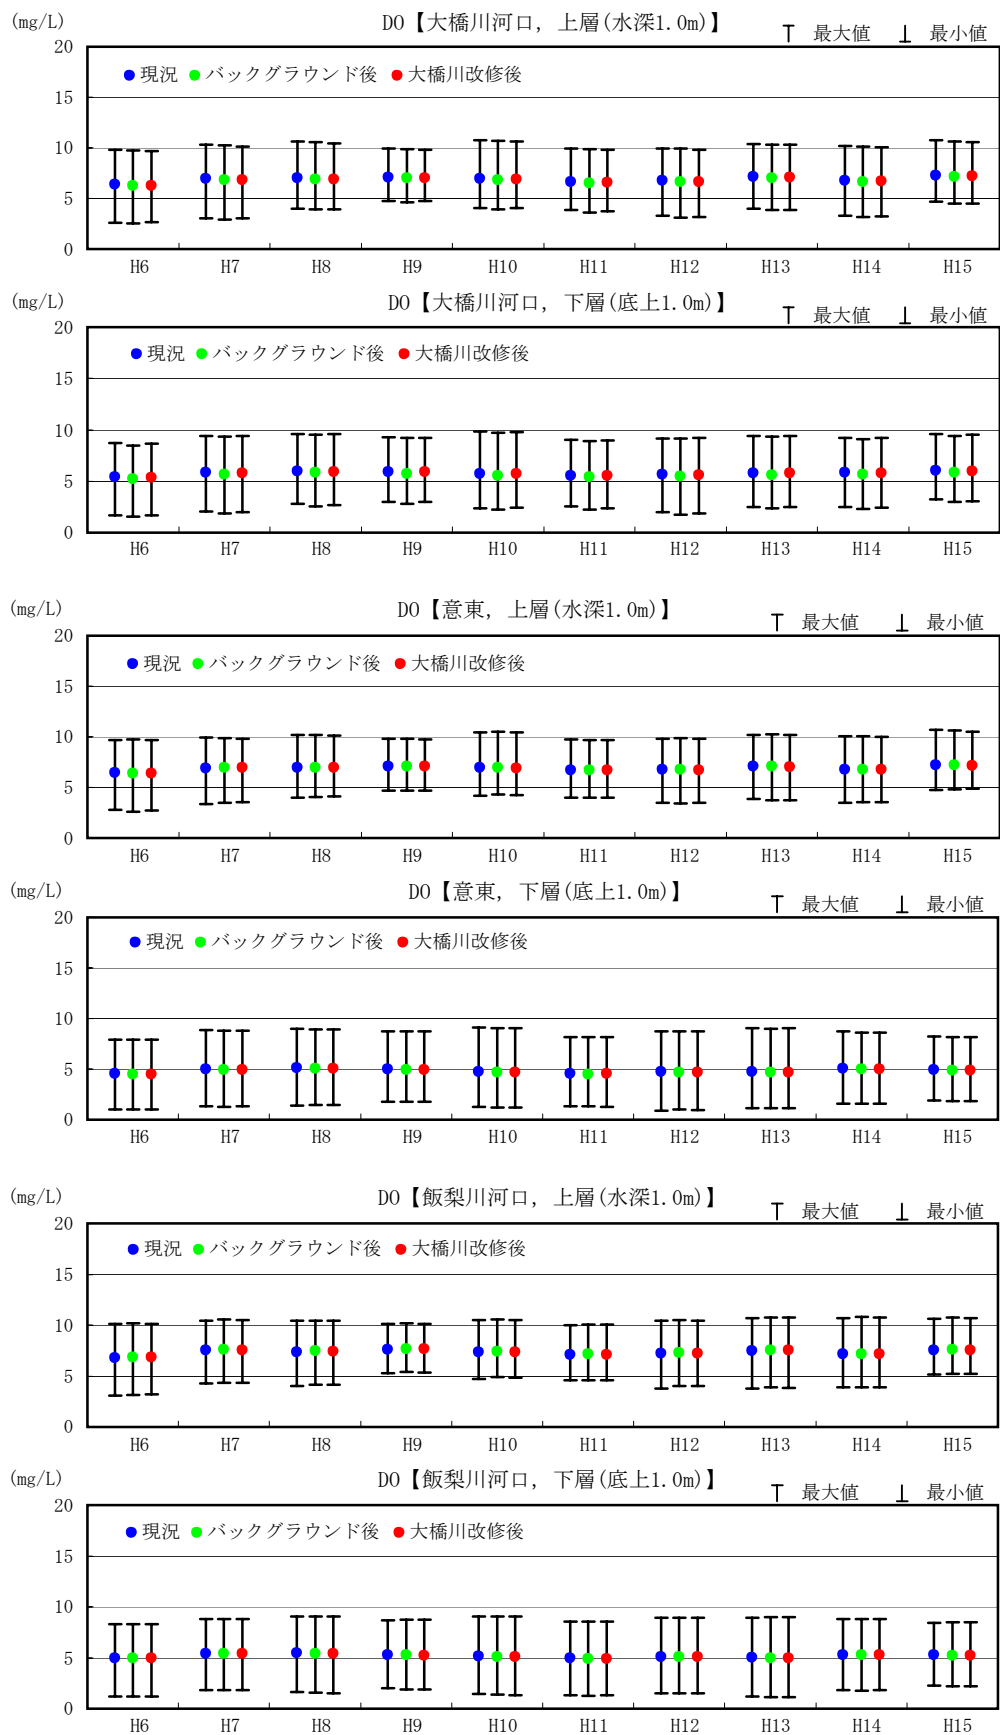 (mg/L) DO【大橋川河口, 上層(水深1.0m)】 最大値 最小値
20
現況 バックグラウンド後 大橋川改修後
15
10
5
0
H6 H7 H8 H9 H10 H11 H12 H13 H14 H15
(mg/L) DO【大橋川河口, 下層(底上1.0m)】 最大値 最小値
20
現況 バックグラウンド後 大橋川改修後
15
10
5
0
H6 H7 H8 H9 H10 H11 H12 H13 H14 H15
(mg/L) DO【意東, 上層(水深1.0m)】 最大値 最小値
20
現況 バックグラウンド後 大橋川改修後
15
10
5
0
H6 H7 H8 H9 H10 H11 H12 H13 H14 H15
(mg/L) DO【意東, 下層(底上1.0m)】 最大値 最小値
20
現況 バックグラウンド後 大橋川改修後
15
10
5
0
H6 H7 H8 H9 H10 H11 H12 H13 H14 H15
(mg/L) DO【飯梨川河口, 上層(水深1.0m)】 最大値 最小値
20
現況 バックグラウンド後 大橋川改修後
15
10
5
0
H6 H7 H8 H9 H10 H11 H12 H13 H14 H15
(mg/L) DO【飯梨川河口, 下層(底上1.0m)】 最大値 最小値
20
現況 バックグラウンド後 大橋川改修後
15
10
5
0
H6 H7 H8 H9 H10 H11 H12 H13 H14 H15